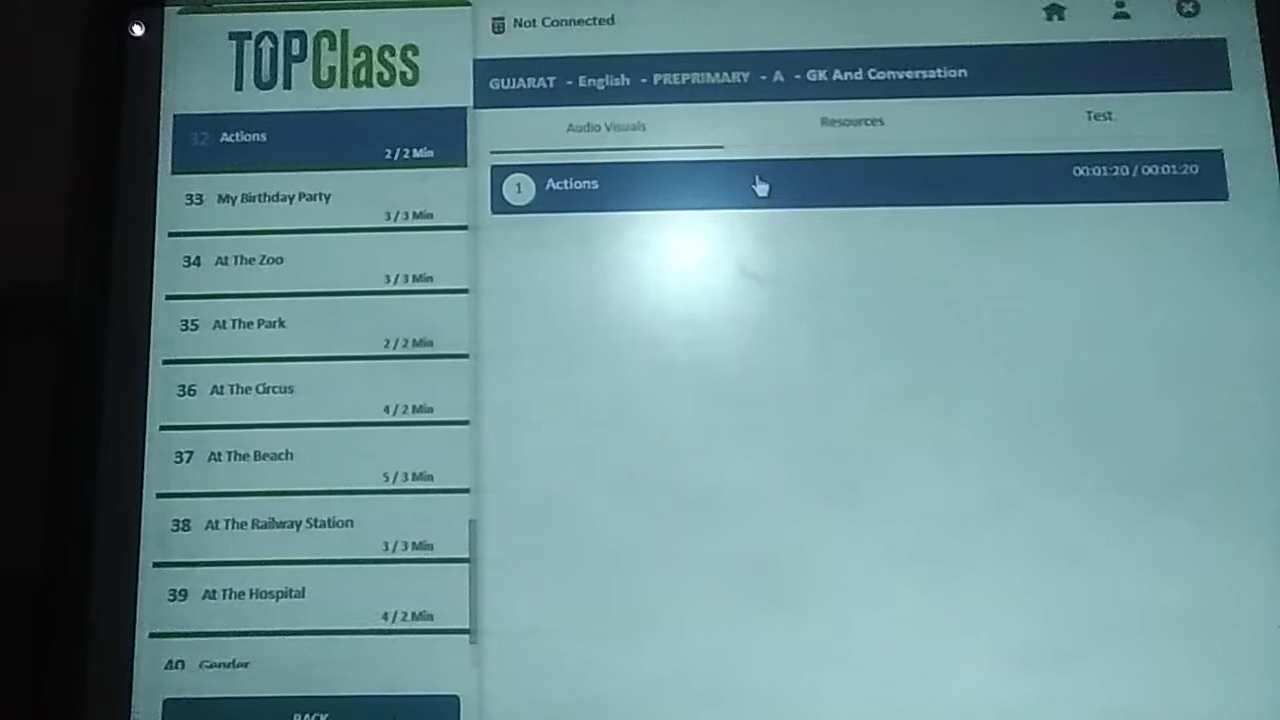 TOPClass
Not Connected
GUJARAT - English - PREPRIMARY - A - GK And Conversation
Audio Visuals
Resources
Test
1 Actions 00:01:20 / 00:01:20
32 Actions
2 / 2 Min
33 My Birthday Party
3 / 3 Min
34 At The Zoo
3 / 3 Min
35 At The Park
2 / 2 Min
36 At The Circus
4 / 2 Min
37 At The Beach
5 / 3 Min
38 At The Railway Station
3 / 3 Min
39 At The Hospital
4 / 2 Min
40 Gender
BACK